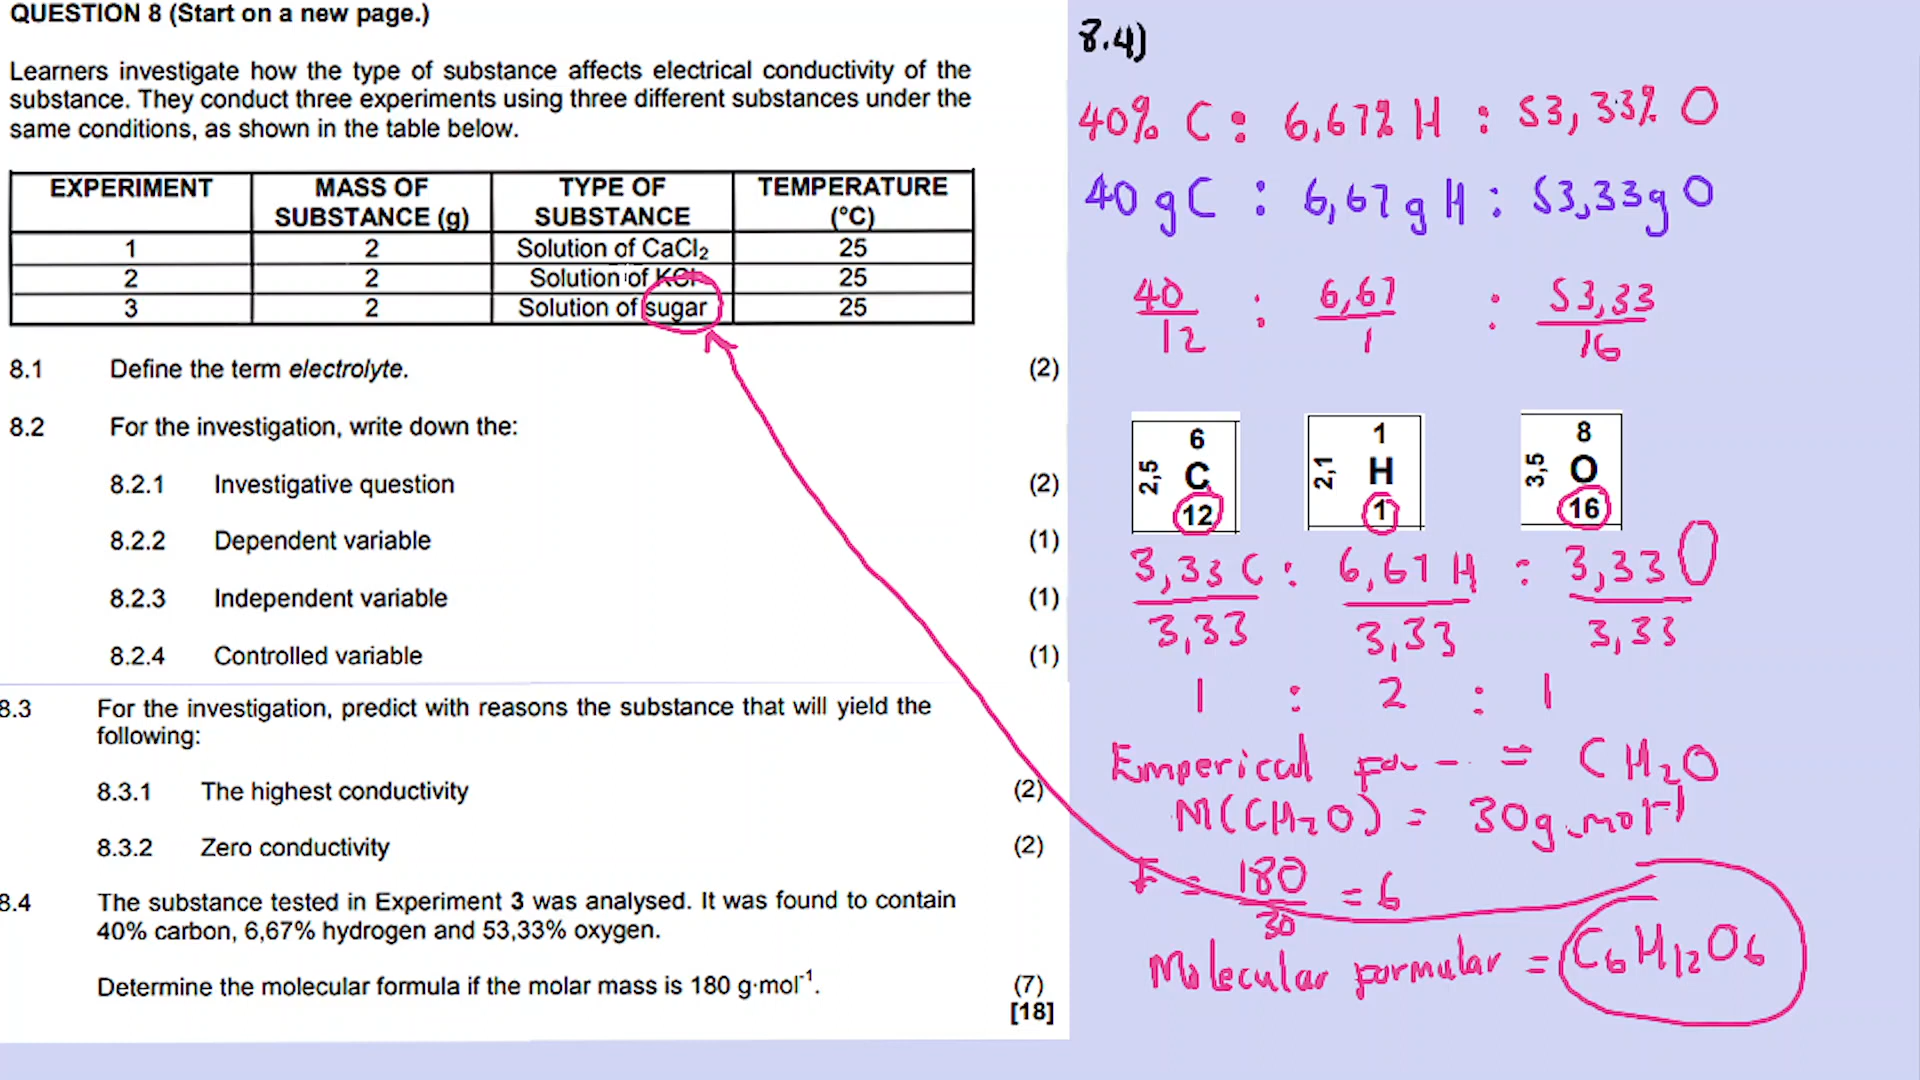 QUESTION 8 (Start on a new page.)
Learners investigate how the type of substance affects electrical conductivity of the
substance. They conduct three experiments using three different substances under the
same conditions, as shown in the table below.
EXPERIMENT MASS OF SUBSTANCE (g) TYPE OF SUBSTANCE TEMPERATURE (°C)
1 2 Solution of CaCl₂ 25
2 2 Solution of KCl 25
3 2 Solution of sugar 25
8.1 Define the term electrolyte. (2)
8.2 For the investigation, write down the:
8.2.1 Investigative question (2)
8.2.2 Dependent variable (1)
8.2.3 Independent variable (1)
8.2.4 Controlled variable (1)
8.3 For the investigation, predict with reasons the substance that will yield the
following:
8.3.1 The highest conductivity (2)
8.3.2 Zero conductivity (2)
8.4 The substance tested in Experiment 3 was analysed. It was found to contain
40% carbon, 6,67% hydrogen and 53,33% oxygen.
Determine the molecular formula if the molar mass is 180 g·mol⁻¹. (7)
[18]
8.4)
40% C : 6,67% H : 53,33% O
40 g C : 6,67 g H : 53,33 g O
40/12 : 6,67/1 : 53,33/16
6 1 8
2,5 C 2,1 H 3,5 O
12 1 16
3,33 C : 6,67 H : 3,33 O
3,33 3,33 3,33
1 : 2 : 1
Emperical For - - = CH₂O
M(CH₂O) = 30g.mol⁻¹
F = 180/30 = 6
Molecular formular = C₆H₁₂O₆